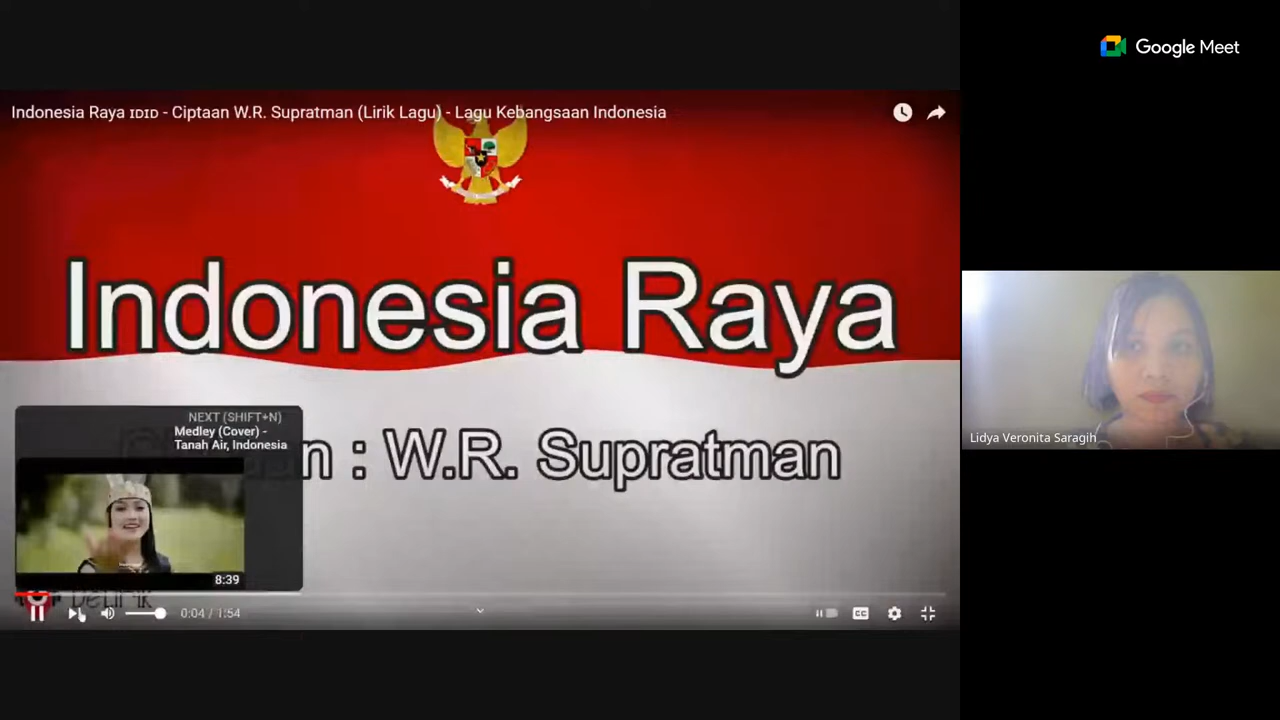 Google Meet
Indonesia Raya ɪᴅɪᴅ - Ciptaan W.R. Supratman (Lirik Lagu) - Lagu Kebangsaan Indonesia
Indonesia Raya
: W.R. Supratman
NEXT (SHIFT+N)
Medley (Cover) -
Tanah Air, Indonesia
8:39
0:04 / 1:54
CC
Lidya Veronita Saragih